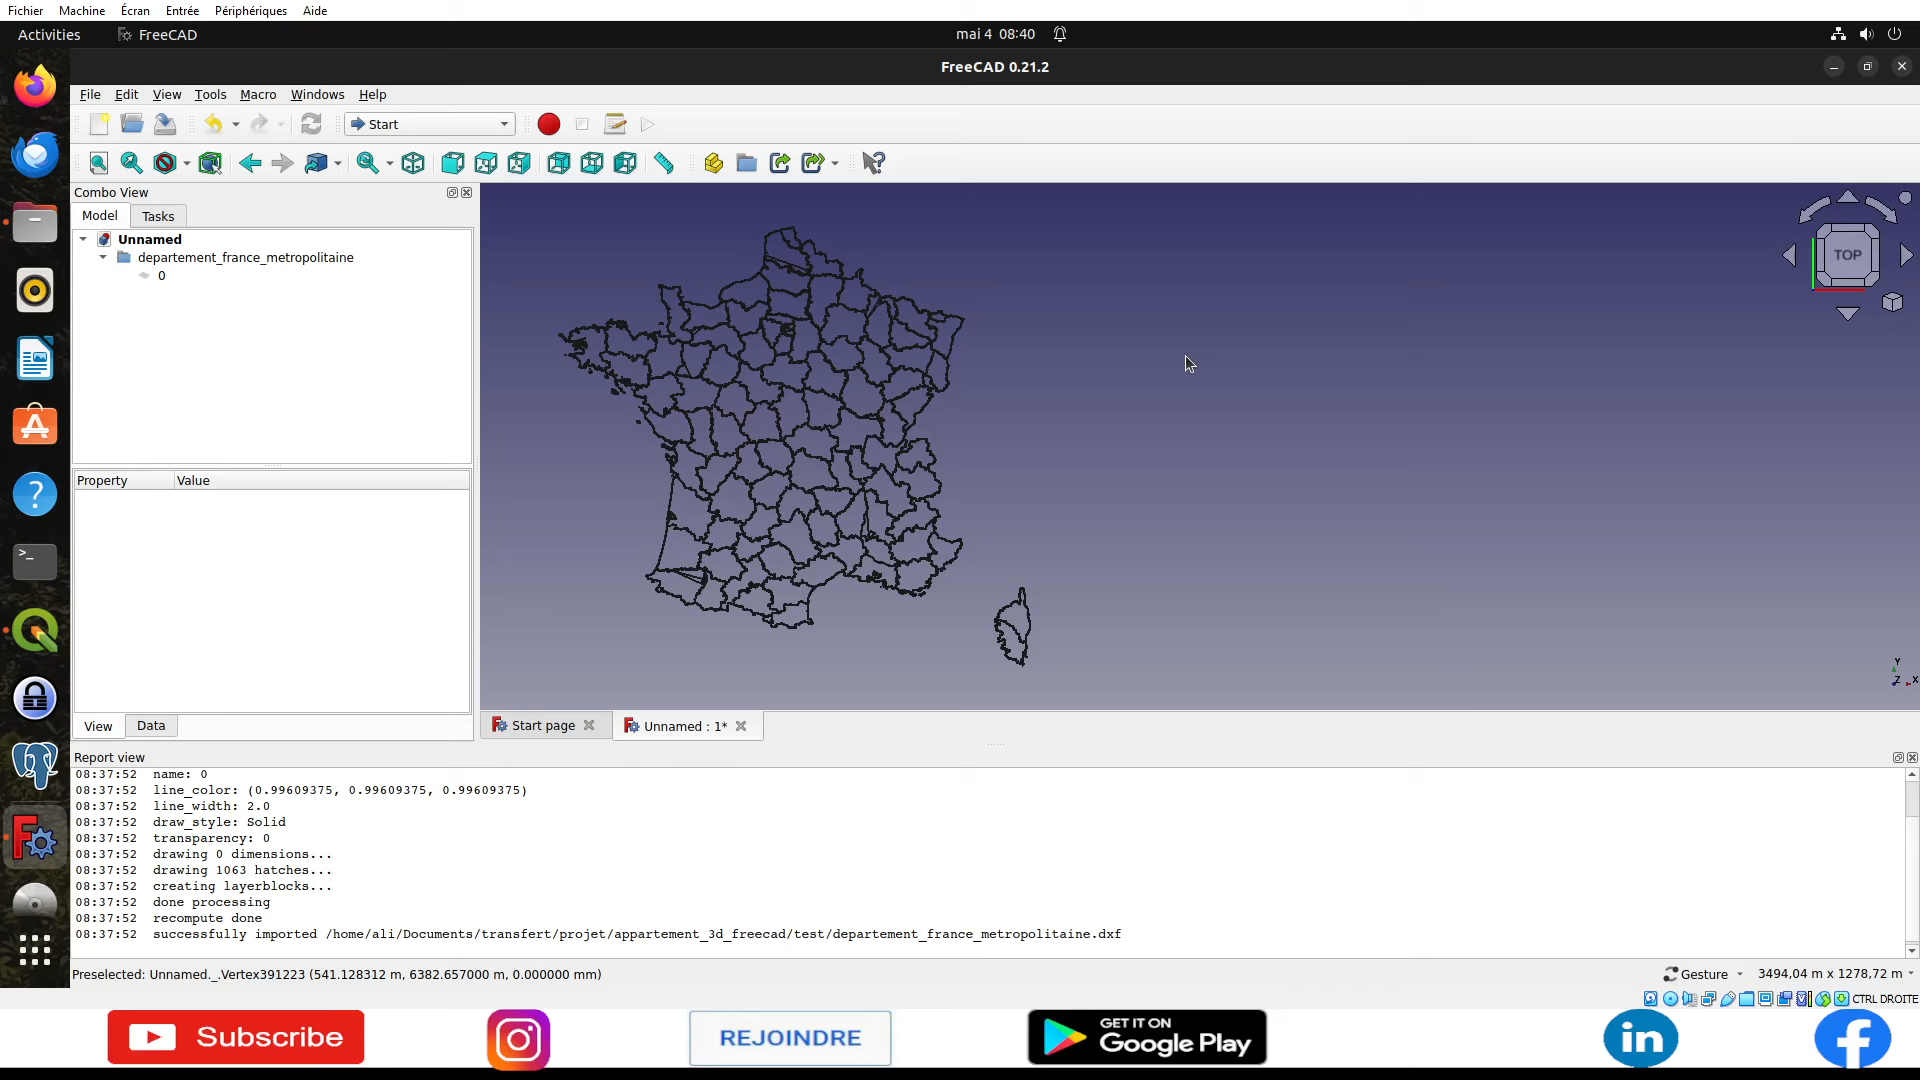 Fichier Machine Écran Entrée Périphériques Aide
Activities FreeCAD mai 4 08:40
FreeCAD 0.21.2
File Edit View Tools Macro Windows Help
Start
Combo View
Model Tasks
Unnamed
departement_france_metropolitaine
0
TOP
Property Value
View Data
Start page Unnamed : 1*
Y
Z X
Report view
08:37:52 name: 0
08:37:52 line_color: (0.99609375, 0.99609375, 0.99609375)
08:37:52 line_width: 2.0
08:37:52 draw_style: Solid
08:37:52 transparency: 0
08:37:52 drawing 0 dimensions...
08:37:52 drawing 1063 hatches...
08:37:52 creating layerblocks...
08:37:52 done processing
08:37:52 recompute done
08:37:52 successfully imported /home/ali/Documents/transfert/projet/appartement_3d_freecad/test/departement_france_metropolitaine.dxf
Preselected: Unnamed._.Vertex391223 (541.128312 m, 6382.657000 m, 0.000000 mm) Gesture 3494,04 m x 1278,72 m
CTRL DROITE
Subscribe
REJOINDRE
GET IT ON
Google Play
in
f